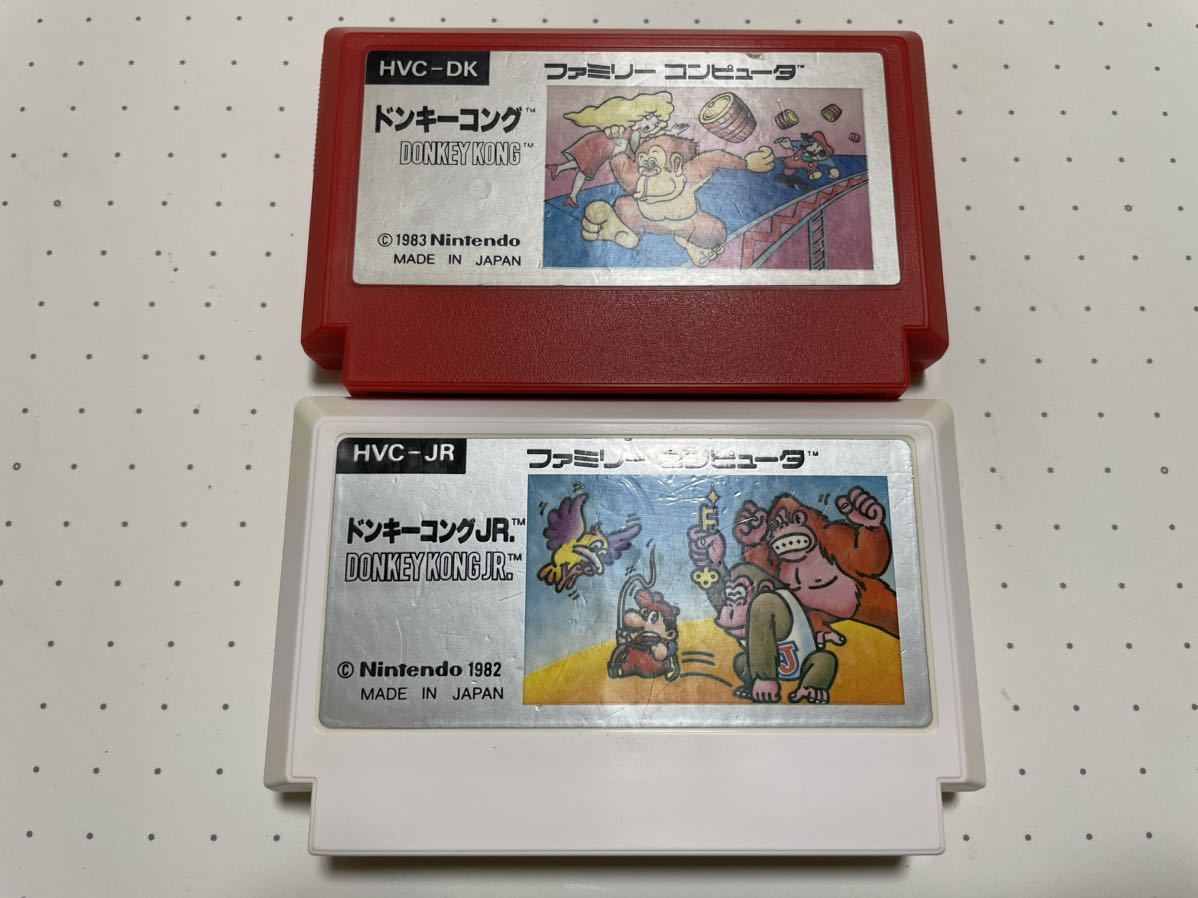 HVC-DK
ファミリー コンピュータ™
ドンキーコング™
DONKEY KONG™
© 1983 Nintendo
MADE IN JAPAN
HVC-JR
ファミリー コンピュータ™
ドンキーコングJR.™
DONKEY KONG JR.™
© Nintendo 1982
MADE IN JAPAN
J